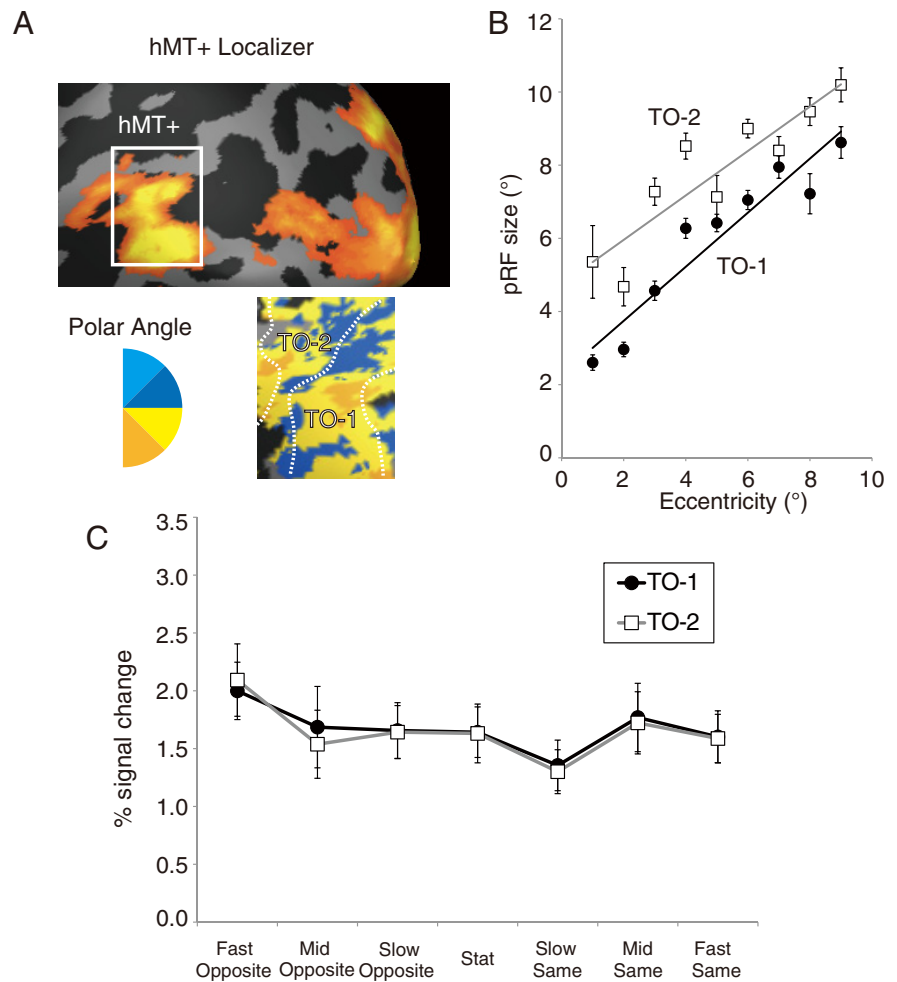 A
hMT+ Localizer
hMT+
Polar Angle
TO-2
TO-1
B
12
10
8
6
4
2
0
pRF size (°)
TO-2
TO-1
0 2 4 6 8 10
Eccentricity (°)
C
3.5
3.0
2.5
2.0
1.5
1.0
0.5
0.0
% signal change
TO-1
TO-2
Fast Opposite
Mid Opposite
Slow Opposite
Stat
Slow Same
Mid Same
Fast Same